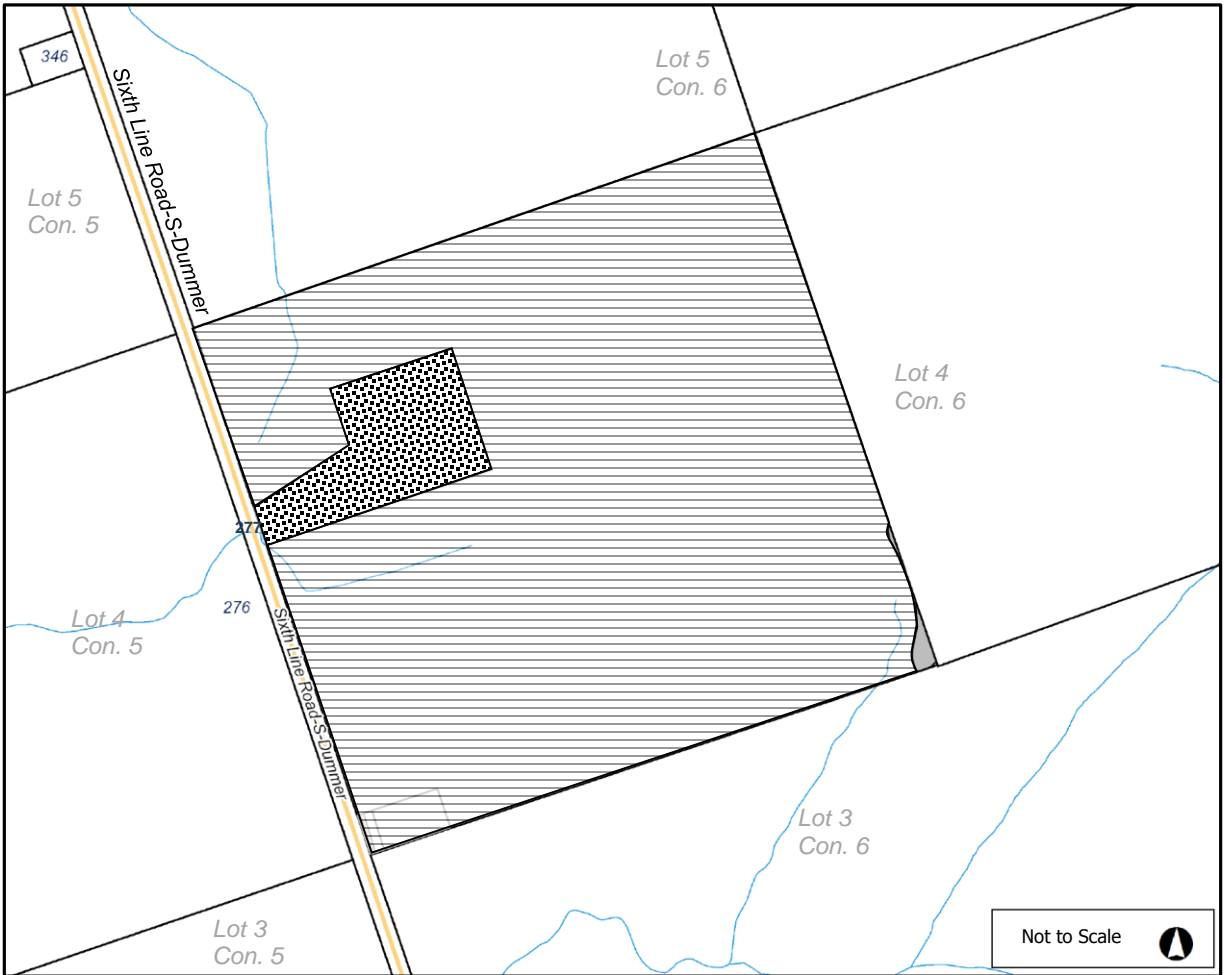 346
Sixth Line Road-S-Dummer
Lot 5
Con. 6
Lot 5
Con. 5
Lot 4
Con. 6
277
276
Lot 4
Con. 5
Sixth Line Road-S-Dummer
Lot 3
Con. 6
Lot 3
Con. 5
Not to Scale